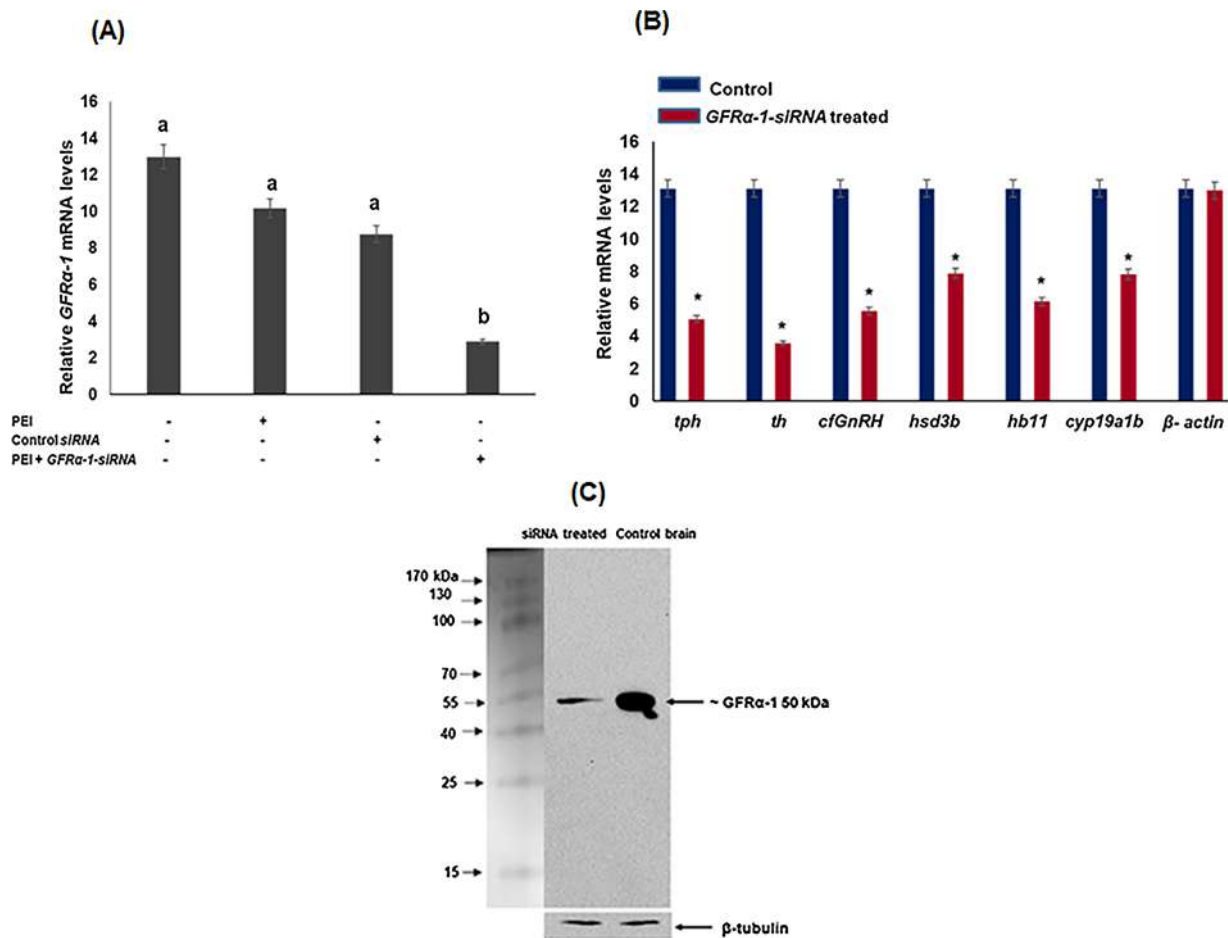 (A)
Relative GFRα-1 mRNA levels
16
14
12
10
8
6
4
2
0
a
a
a
b
PEI - + - -
Control siRNA - - + -
PEI + GFRα-1-siRNA - - - +
(B)
Control
GFRα-1-siRNA treated
Relative mRNA levels
16
14
12
10
8
6
4
2
0
* * * * * *
tph th cfGnRH hsd3b hb11 cyp19a1b β- actin
(C)
siRNA treated Control brain
170 kDa
130
100
70
55
40
25
15
~ GFRα-1 50 kDa
β-tubulin